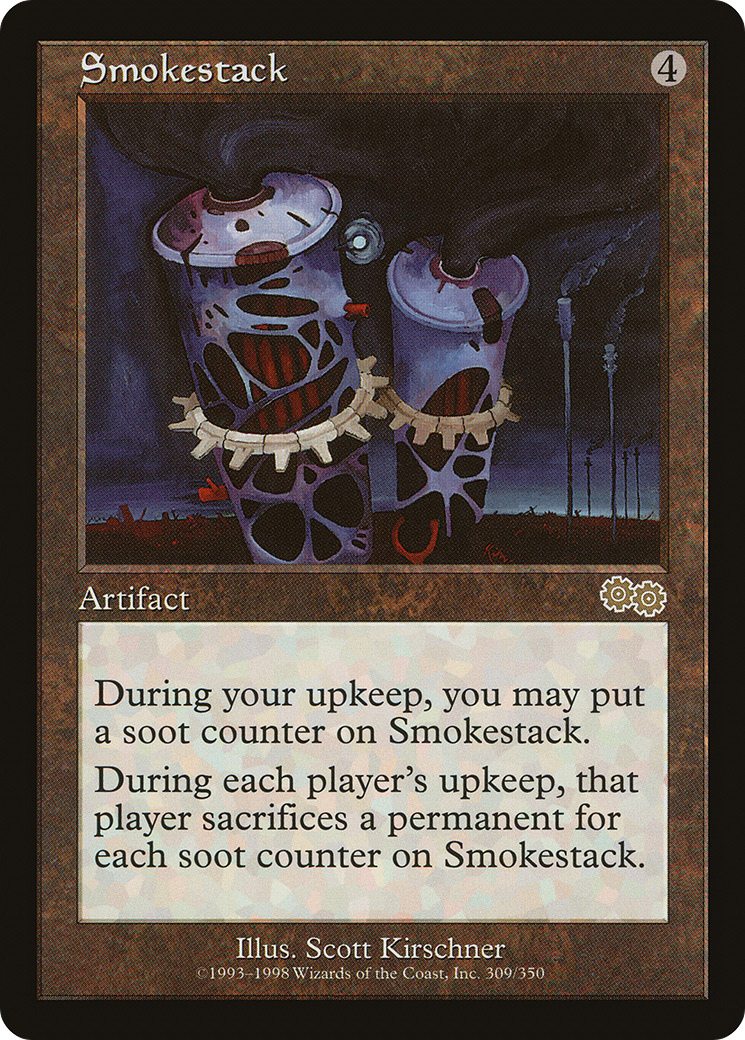 Smokestack
4
Artifact
During your upkeep, you may put
a soot counter on Smokestack.
During each player's upkeep, that
player sacrifices a permanent for
each soot counter on Smokestack.
Illus. Scott Kirschner
©1993–1998 Wizards of the Coast, Inc. 309/350